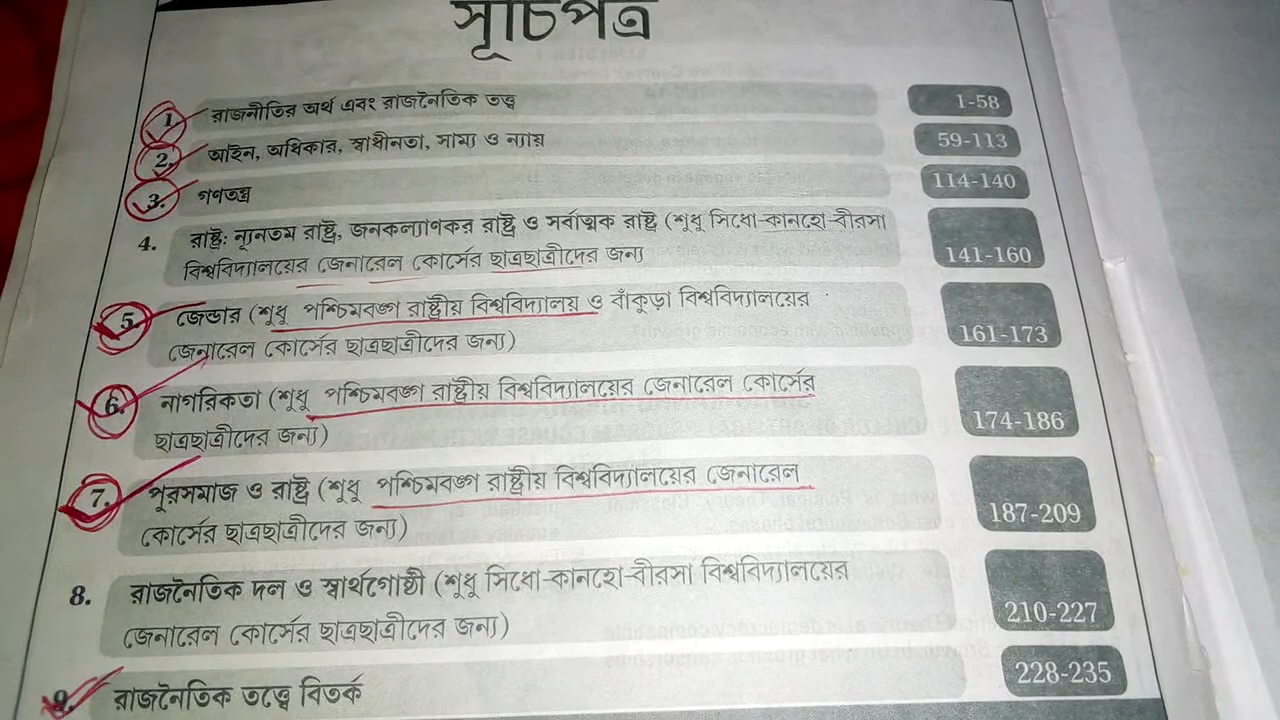 সূচিপত্র
1. রাজনীতির অর্থ এবং রাজনৈতিক তত্ত্ব 1-58
2. আইন, অধিকার, স্বাধীনতা, সাম্য ও ন্যায় 59-113
3. গণতন্ত্র 114-140
4. রাষ্ট্র: ন্যূনতম রাষ্ট্র, জনকল্যাণকর রাষ্ট্র ও সর্বাত্মক রাষ্ট্র (শুধু সিধো-কানহো-বীরসা
বিশ্ববিদ্যালয়ের জেনারেল কোর্সের ছাত্রছাত্রীদের জন্য 141-160
5. জেন্ডার (শুধু পশ্চিমবঙ্গ রাষ্ট্রীয় বিশ্ববিদ্যালয় ও বাঁকুড়া বিশ্ববিদ্যালয়ের
জেনারেল কোর্সের ছাত্রছাত্রীদের জন্য) 161-173
6. নাগরিকতা (শুধু পশ্চিমবঙ্গ রাষ্ট্রীয় বিশ্ববিদ্যালয়ের জেনারেল কোর্সের
ছাত্রছাত্রীদের জন্য) 174-186
7. পুরসমাজ ও রাষ্ট্র (শুধু পশ্চিমবঙ্গ রাষ্ট্রীয় বিশ্ববিদ্যালয়ের জেনারেল
কোর্সের ছাত্রছাত্রীদের জন্য) 187-209
8. রাজনৈতিক দল ও স্বার্থগোষ্ঠী (শুধু সিধো-কানহো-বীরসা বিশ্ববিদ্যালয়ের
জেনারেল কোর্সের ছাত্রছাত্রীদের জন্য) 210-227
9. রাজনৈতিক তত্ত্বে বিতর্ক 228-235